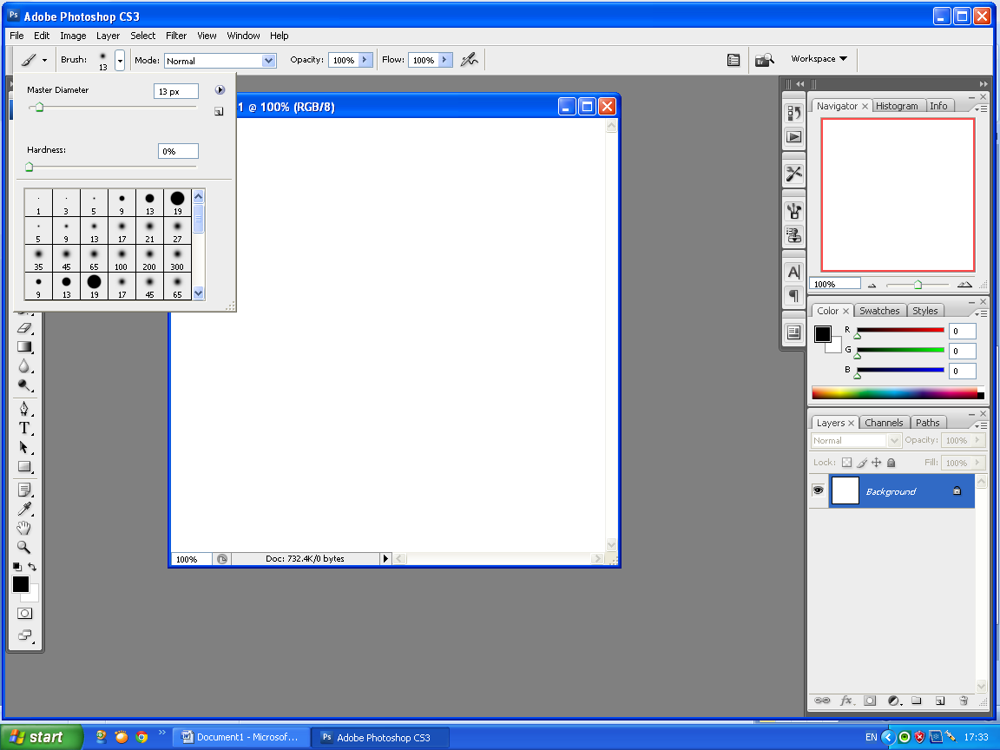 Ps Adobe Photoshop CS3
File Edit Image Layer Select Filter View Window Help
Brush: 13 Mode: Normal Opacity: 100% Flow: 100% Br Workspace
Master Diameter 13 px
Hardness: 0%
1 3 5 9 13 19
5 9 13 17 21 27
35 45 65 100 200 300
9 13 19 17 45 65
1 @ 100% (RGB/8)
100% Doc: 732.4K/0 bytes
Navigator Histogram Info
100%
Color Swatches Styles
R 0
G 0
B 0
Layers Channels Paths
Normal Opacity: 100%
Lock: Fill: 100%
Background
fx
T
A
start Document1 - Microsof... Ps Adobe Photoshop CS3 EN 17:33